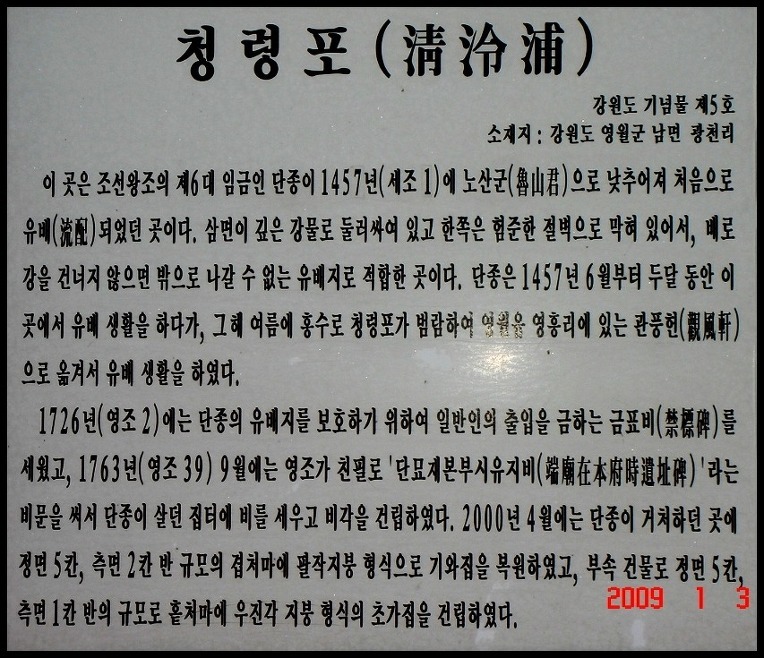 청령포(淸泠浦)
강원도 기념물 제5호
소재지 : 강원도 영월군 남면 광천리
이 곳은 조선왕조의 제6대 임금인 단종이 1457년(세조 1)에 노산군(魯山君)으로 낮추어져 처음으로
유배(流配)되었던 곳이다. 삼면이 깊은 강물로 둘러싸여 있고 한쪽은 험준한 절벽으로 막혀 있어서, 배로
강을 건너지 않으면 밖으로 나갈 수 없는 유배지로 적합한 곳이다. 단종은 1457년 6월부터 두달 동안 이
곳에서 유배 생활을 하다가, 그해 여름에 홍수로 청령포가 범람하여 영월읍 영흥리에 있는 관풍헌(觀風軒)
으로 옮겨서 유배 생활을 하였다.
1726년(영조 2)에는 단종의 유배지를 보호하기 위하여 일반인의 출입을 금하는 금표비(禁標碑)를
세웠고, 1763년(영조 39) 9월에는 영조가 친필로 '단묘재본부시유지비(端廟在本府時遺址碑)'라는
비문을 써서 단종이 살던 집터에 비를 세우고 비각을 건립하였다. 2000년 4월에는 단종이 거처하던 곳에
정면 5칸, 측면 2칸 반 규모의 겹처마에 팔작지붕 형식으로 기와집을 복원하였고, 부속 건물로 정면 5칸,
측면 1칸 반의 규모로 홑처마에 우진각 지붕 형식의 초가집을 건립하였다.
2009 1 3